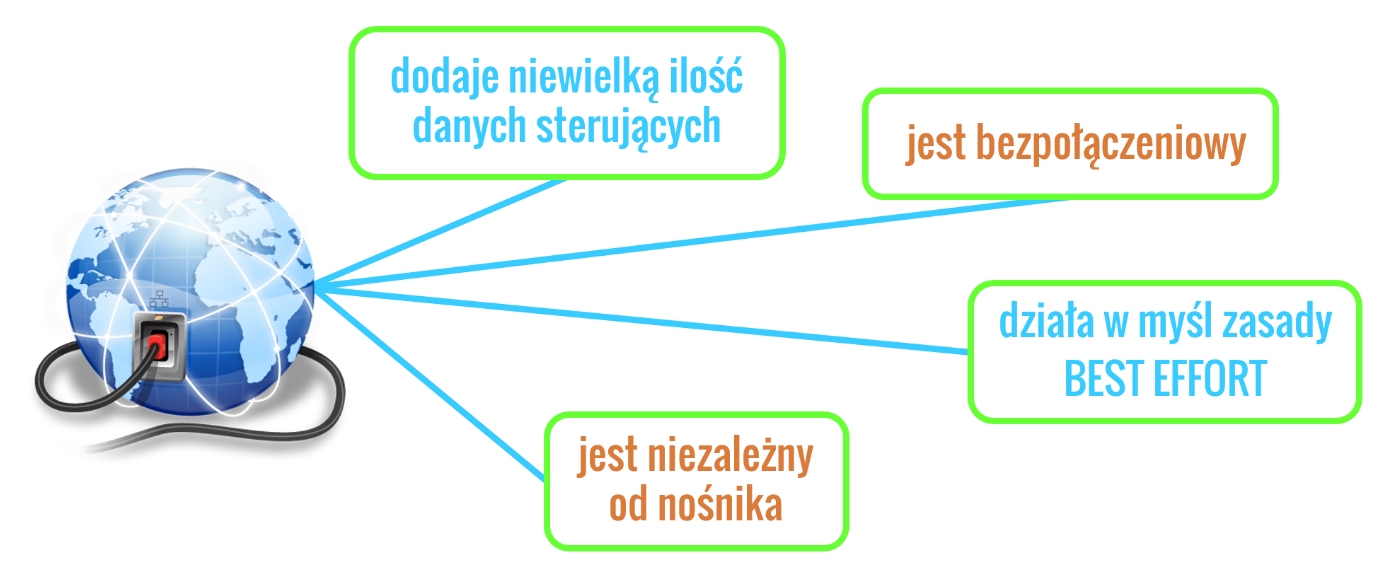 dodaje niewielką ilość
danych sterujących
jest bezpołączeniowy
działa w myśl zasady
BEST EFFORT
jest niezależny
od nośnika